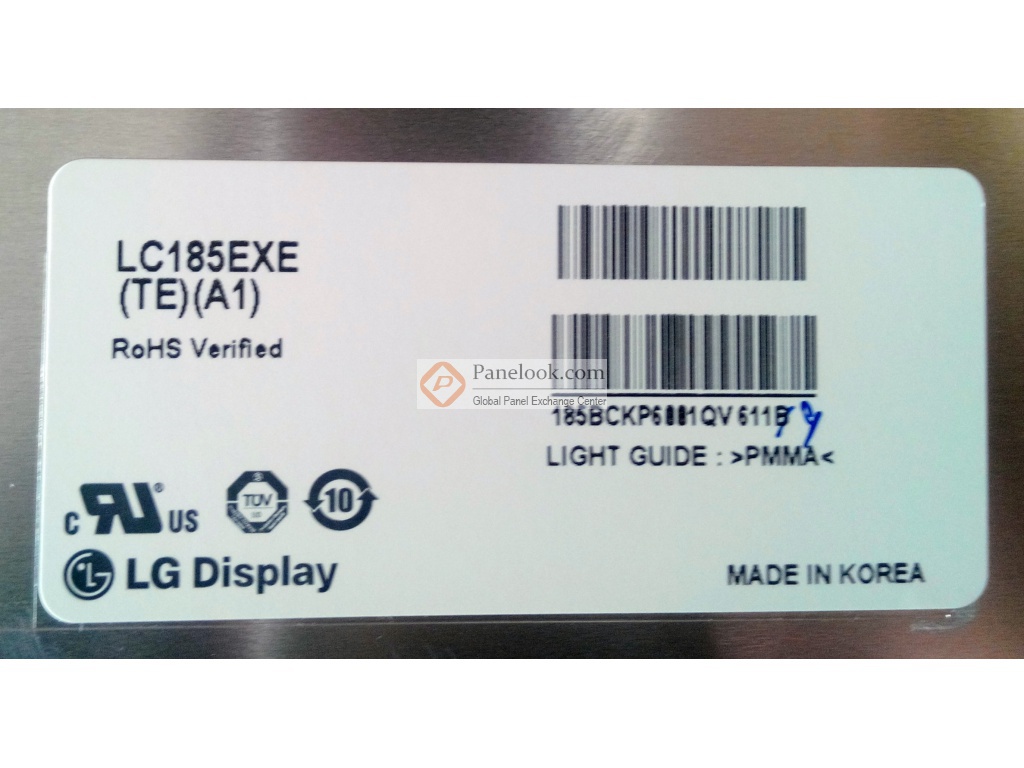 LC185EXE
(TE)(A1)
RoHS Verified
Panelook.com
Global Panel Exchange Center
LIGHT GUIDE : >PMMA<
c RU ® US
TÜV
10
LG Display
MADE IN KOREA